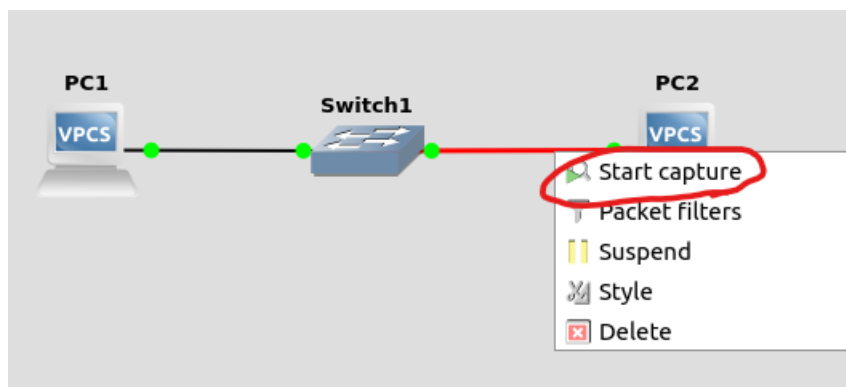 PC1
PC2
Switch1
VPCS
VPCS
Start capture
Packet filters
Suspend
Style
Delete